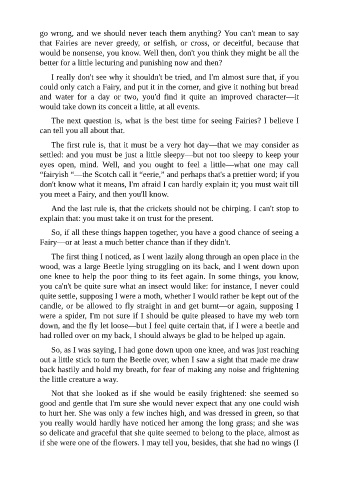 go wrong, and we should never teach them anything? You can't mean to say
that Fairies are never greedy, or selfish, or cross, or deceitful, because that
would be nonsense, you know. Well then, don't you think they might be all the
better for a little lecturing and punishing now and then?
I really don't see why it shouldn't be tried, and I'm almost sure that, if you
could only catch a Fairy, and put it in the corner, and give it nothing but bread
and water for a day or two, you'd find it quite an improved character—it
would take down its conceit a little, at all events.
The next question is, what is the best time for seeing Fairies? I believe I
can tell you all about that.
The first rule is, that it must be a very hot day—that we may consider as
settled: and you must be just a little sleepy—but not too sleepy to keep your
eyes open, mind. Well, and you ought to feel a little—what one may call
“fairyish “—the Scotch call it “eerie,” and perhaps that's a prettier word; if you
don't know what it means, I'm afraid I can hardly explain it; you must wait till
you meet a Fairy, and then you'll know.
And the last rule is, that the crickets should not be chirping. I can't stop to
explain that: you must take it on trust for the present.
So, if all these things happen together, you have a good chance of seeing a
Fairy—or at least a much better chance than if they didn't.
The first thing I noticed, as I went lazily along through an open place in the
wood, was a large Beetle lying struggling on its back, and I went down upon
one knee to help the poor thing to its feet again. In some things, you know,
you ca'n't be quite sure what an insect would like: for instance, I never could
quite settle, supposing I were a moth, whether I would rather be kept out of the
candle, or be allowed to fly straight in and get burnt—or again, supposing I
were a spider, I'm not sure if I should be quite pleased to have my web torn
down, and the fly let loose—but I feel quite certain that, if I were a beetle and
had rolled over on my back, I should always be glad to be helped up again.
So, as I was saying, I had gone down upon one knee, and was just reaching
out a little stick to turn the Beetle over, when I saw a sight that made me draw
back hastily and hold my breath, for fear of making any noise and frightening
the little creature a way.
Not that she looked as if she would be easily frightened: she seemed so
good and gentle that I'm sure she would never expect that any one could wish
to hurt her. She was only a few inches high, and was dressed in green, so that
you really would hardly have noticed her among the long grass; and she was
so delicate and graceful that she quite seemed to belong to the place, almost as
if she were one of the flowers. I may tell you, besides, that she had no wings (I